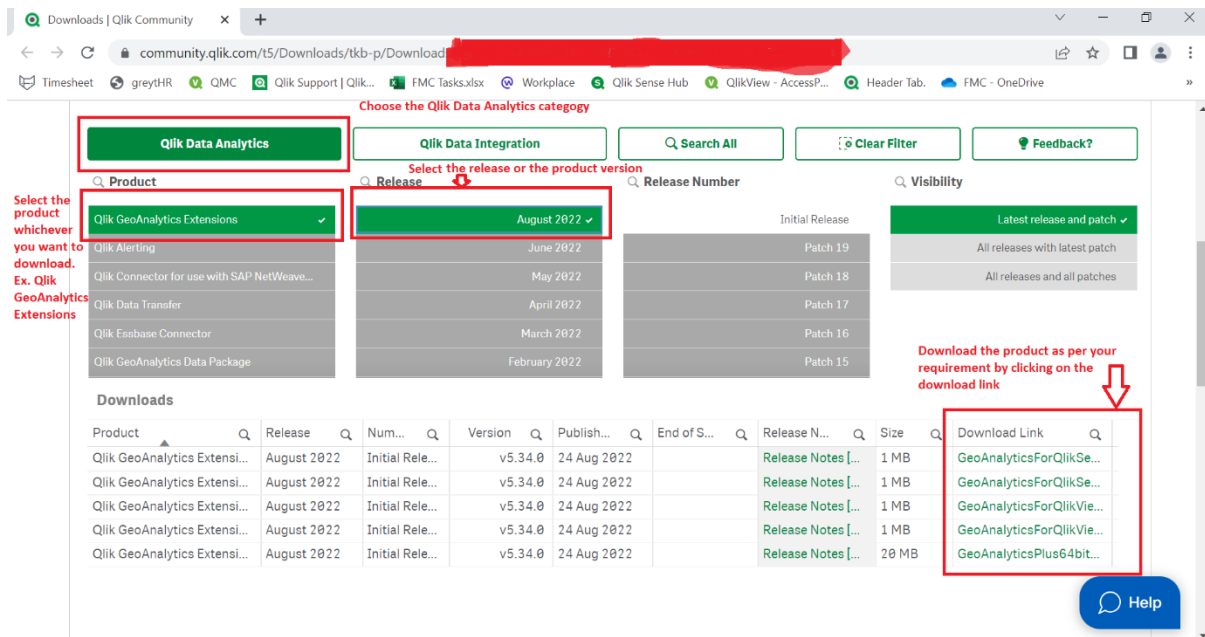 Downloads | Qlik Community
community.qlik.com/t5/Downloads/tkb-p/Download
Timesheet greytHR QMC Qlik Support | Qlik... FMC Tasks.xlsx Workplace Qlik Sense Hub QlikView - AccessP... Header Tab. FMC - OneDrive »
Choose the Qlik Data Analytics categogy
Qlik Data Analytics Qlik Data Integration Search All Clear Filter Feedback?
Select the release or the product version
Product Release Release Number Visibility
Select the
product
whichever
you want to
download.
Ex. Qlik
GeoAnalytics
Extensions
Qlik GeoAnalytics Extensions August 2022 Initial Release Latest release and patch
Qlik Alerting June 2022 Patch 19 All releases with latest patch
Qlik Connector for use with SAP NetWeave... May 2022 Patch 18 All releases and all patches
Qlik Data Transfer April 2022 Patch 17
Qlik Essbase Connector March 2022 Patch 16
Qlik GeoAnalytics Data Package February 2022 Patch 15
Download the product as per your
requirement by clicking on the
download link
Downloads
Product Release Num... Version Publish... End of S... Release N... Size Download Link
Qlik GeoAnalytics Extensi... August 2022 Initial Rele... v5.34.0 24 Aug 2022 Release Notes [... 1 MB GeoAnalyticsForQlikSe...
Qlik GeoAnalytics Extensi... August 2022 Initial Rele... v5.34.0 24 Aug 2022 Release Notes [... 1 MB GeoAnalyticsForQlikSe...
Qlik GeoAnalytics Extensi... August 2022 Initial Rele... v5.34.0 24 Aug 2022 Release Notes [... 1 MB GeoAnalyticsForQlikVie...
Qlik GeoAnalytics Extensi... August 2022 Initial Rele... v5.34.0 24 Aug 2022 Release Notes [... 1 MB GeoAnalyticsForQlikVie...
Qlik GeoAnalytics Extensi... August 2022 Initial Rele... v5.34.0 24 Aug 2022 Release Notes [... 20 MB GeoAnalyticsPlus64bit...
Help